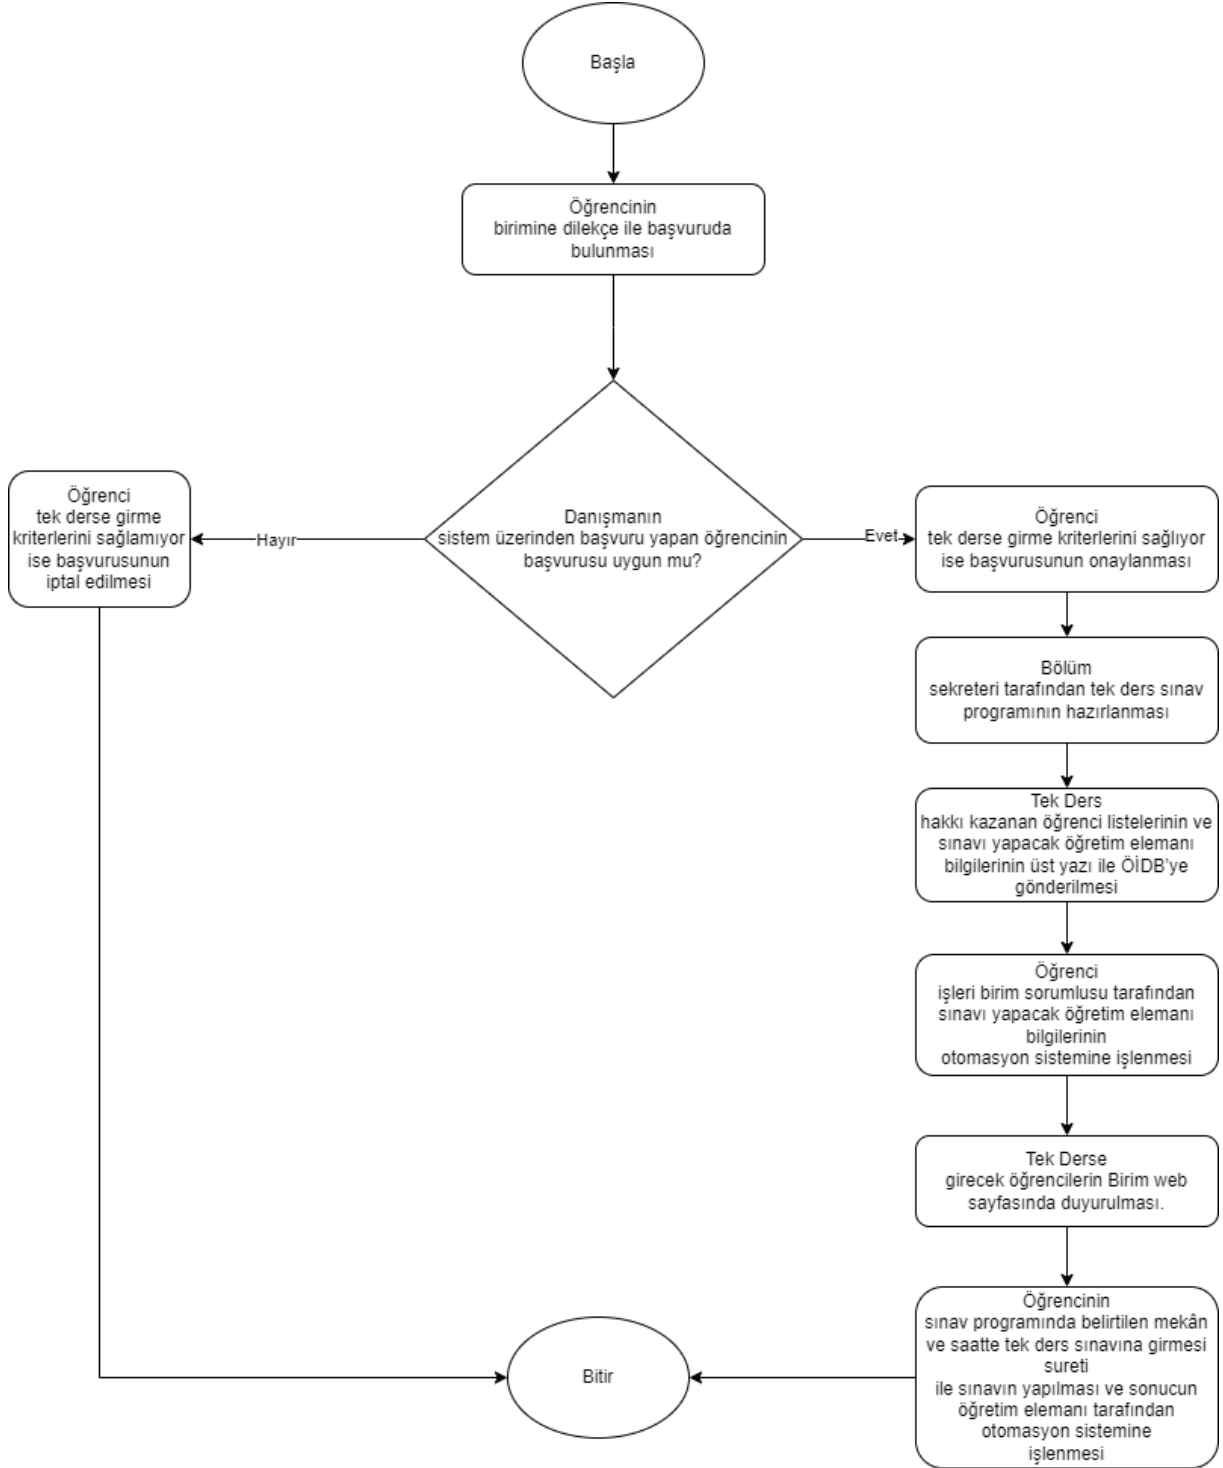 Başla
Öğrencinin
birimine dilekçe ile başvuruda
bulunması
Danışmanın
sistem üzerinden başvuru yapan öğrencinin
başvurusu uygun mu?
Hayır
Öğrenci
tek derse girme
kriterlerini sağlamıyor
ise başvurusunun
iptal edilmesi
Evet
Öğrenci
tek derse girme kriterlerini sağlıyor
ise başvurusunun onaylanması
Bölüm
sekreteri tarafından tek ders sınav
programının hazırlanması
Tek Ders
hakkı kazanan öğrenci listelerinin ve
sınavı yapacak öğretim elemanı
bilgilerinin üst yazı ile ÖİDB'ye
gönderilmesi
Öğrenci
işleri birim sorumlusu tarafından
sınavı yapacak öğretim elemanı
bilgilerinin
otomasyon sistemine işlenmesi
Tek Derse
girecek öğrencilerin Birim web
sayfasında duyurulması.
Öğrencinin
sınav programında belirtilen mekân
ve saatte tek ders sınavına girmesi
sureti
ile sınavın yapılması ve sonucun
öğretim elemanı tarafından
otomasyon sistemine
işlenmesi
Bitir